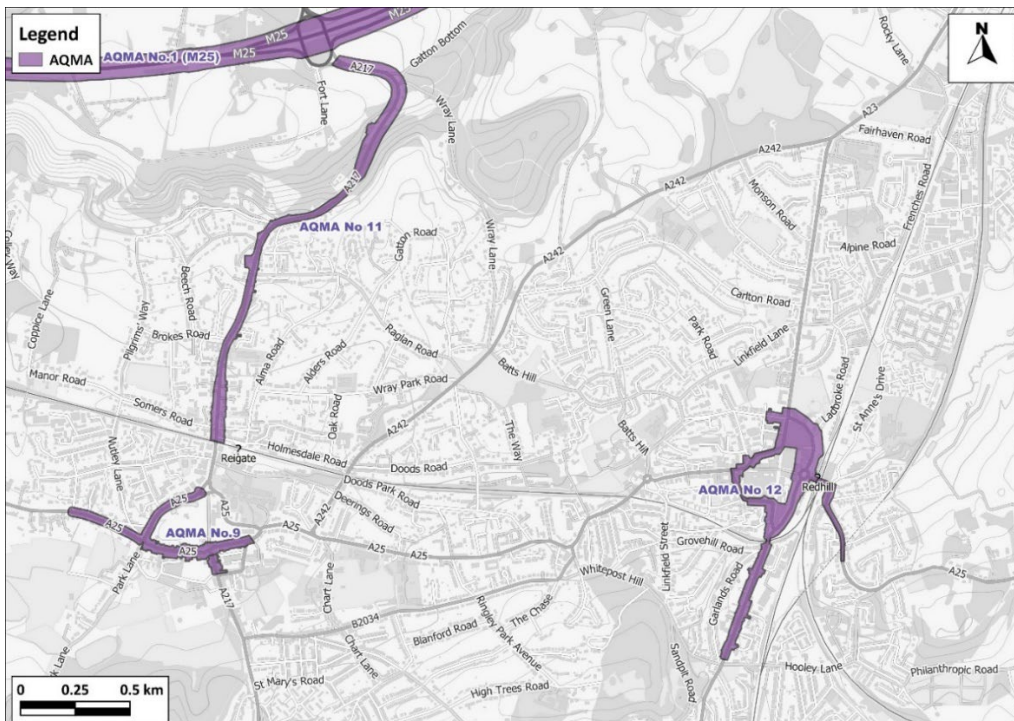 Legend
AQMA
AQMA No.1 (M25)
M25
M25
M25
N
A217
Gatton Bottom
Fort Lane
Wray Lane
Rocky Lane
A23
Fairhaven Road
A242
A242
Monson Road
Frenches Road
A217
AQMA No 11
Gatton Road
Wray Lane
A242
Alpine Road
Coppice Lane
Pilgrims' Way
Beech Road
Brokes Road
Green Lane
Carlton Road
Park Road
Linkfield Lane
Alma Road
Alders Road
Raglan Road
Batts Hill
Ladbroke Road
St Anne's Drive
Manor Road
Somers Road
Wray Park Road
Oak Road
A242
The Way
Batts Hill
Nutley Lane
?
Reigate
Holmesdale Road
Doods Road
Doods Park Road
AQMA No 12
?
Redhill
A25
A25
A25
AQMA No.9
A242
Deerings Road
A25
A25
A25
A25
Grovehill Road
Linkfield Street
Park Lane
A217
Chart Lane
Whitepost Hill
Garlands Road
A25
B2034
Blanford Road
The Chase
Ringley Park Avenue
Chart Lane
Sandpit Road
Hooley Lane
Philanthropic Road
St Mary's Road
High Trees Road
0 0.25 0.5 km